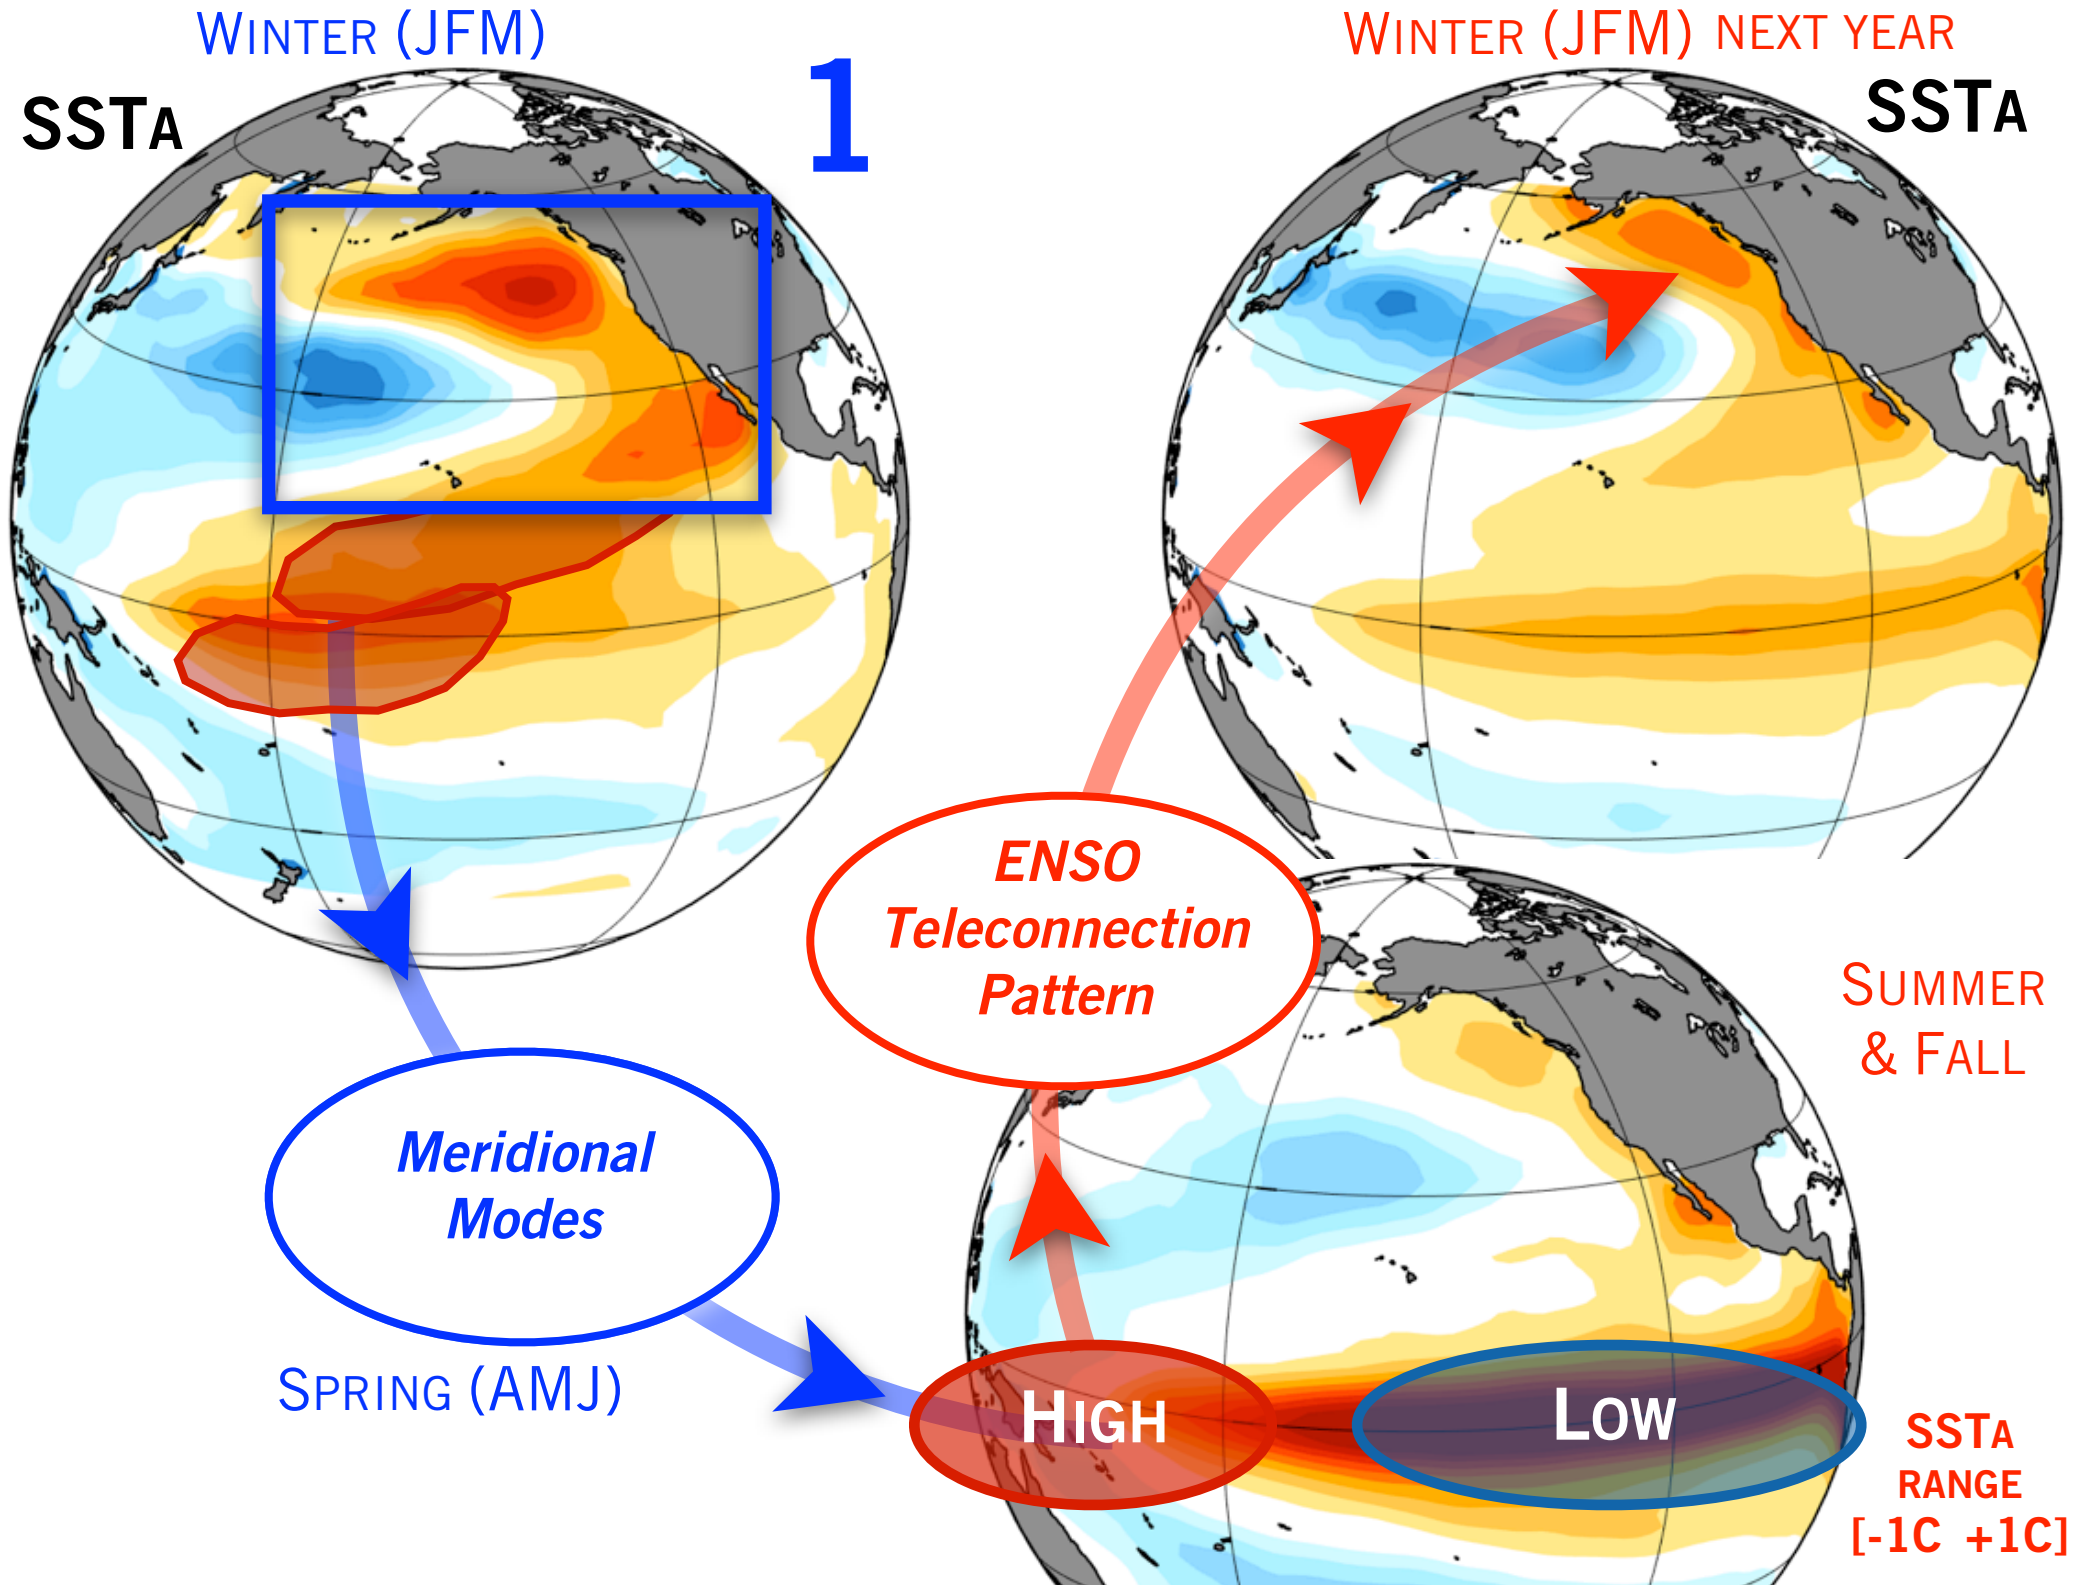 Winter (JFM)
Winter (JFM) next year
SSTa
1
SSTa
ENSO
Teleconnection
Pattern
Summer
& Fall
Meridional
Modes
Spring (AMJ)
High
Low
SSTa
range
[-1C +1C]